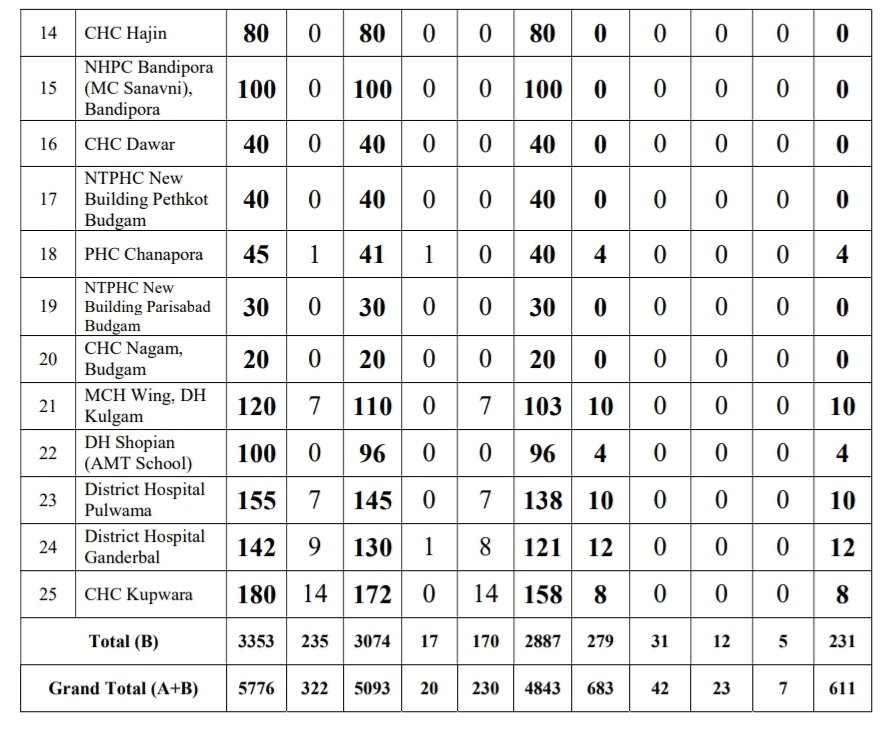 14 CHC Hajin 80 0 80 0 0 80 0 0 0 0 0
NHPC Bandipora
15 (MC Sanavni), 100 0 100 0 0 100 0 0 0 0 0
Bandipora
16 CHC Dawar 40 0 40 0 0 40 0 0 0 0 0
NTPHC New
17 Building Pethkot 40 0 40 0 0 40 0 0 0 0 0
Budgam
18 PHC Chanapora 45 1 41 1 0 40 4 0 0 0 4
NTPHC New
19 Building Parisabad 30 0 30 0 0 30 0 0 0 0 0
Budgam
20 CHC Nagam, 20 0 20 0 0 20 0 0 0 0 0
Budgam
21 MCH Wing, DH 120 7 110 0 7 103 10 0 0 0 10
Kulgam
22 DH Shopian 100 0 96 0 0 96 4 0 0 0 4
(AMT School)
23 District Hospital 155 7 145 0 7 138 10 0 0 0 10
Pulwama
24 District Hospital 142 9 130 1 8 121 12 0 0 0 12
Ganderbal
25 CHC Kupwara 180 14 172 0 14 158 8 0 0 0 8
Total (B) 3353 235 3074 17 170 2887 279 31 12 5 231
Grand Total (A+B) 5776 322 5093 20 230 4843 683 42 23 7 611